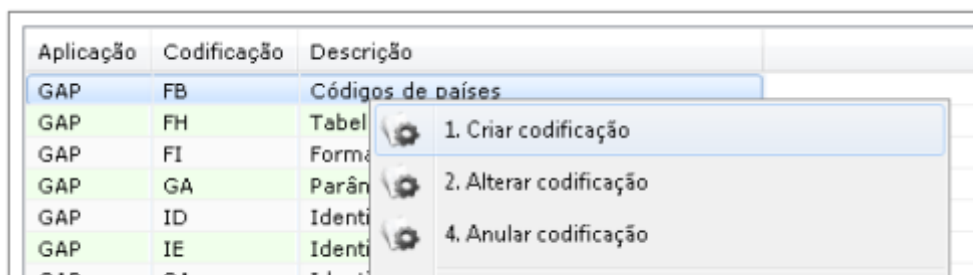 Aplicação Codificação Descrição
GAP FB Códigos de países
GAP FH Tabel
GAP FI Forma
GAP GA Parân
GAP ID Identi
GAP IE Identi
1. Criar codificação
2. Alterar codificação
4. Anular codificação